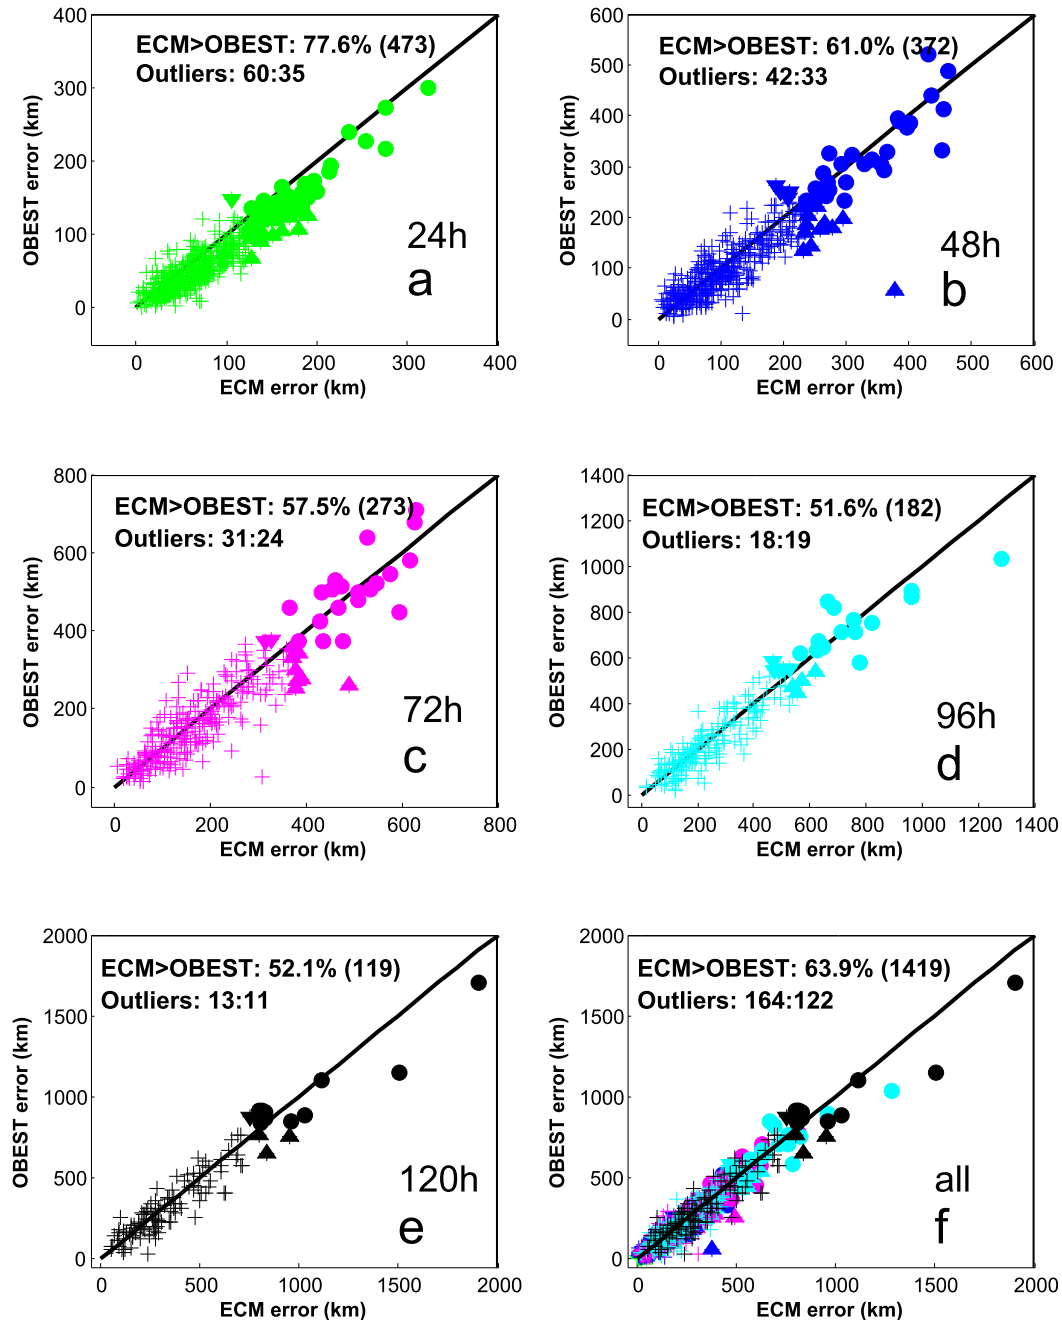 400
300
200
100
0
OBEST error (km)
ECM>OBEST: 77.6% (473)
Outliers: 60:35
24h
a
0 100 200 300 400
ECM error (km)
600
500
400
300
200
100
0
OBEST error (km)
ECM>OBEST: 61.0% (372)
Outliers: 42:33
48h
b
0 100 200 300 400 500 600
ECM error (km)
800
600
400
200
0
OBEST error (km)
ECM>OBEST: 57.5% (273)
Outliers: 31:24
72h
c
0 200 400 600 800
ECM error (km)
1400
1200
1000
800
600
400
200
0
OBEST error (km)
ECM>OBEST: 51.6% (182)
Outliers: 18:19
96h
d
0 200 400 600 800 1000 1200 1400
ECM error (km)
2000
1500
1000
500
0
OBEST error (km)
ECM>OBEST: 52.1% (119)
Outliers: 13:11
120h
e
0 500 1000 1500 2000
ECM error (km)
2000
1500
1000
500
0
OBEST error (km)
ECM>OBEST: 63.9% (1419)
Outliers: 164:122
all
f
0 500 1000 1500 2000
ECM error (km)